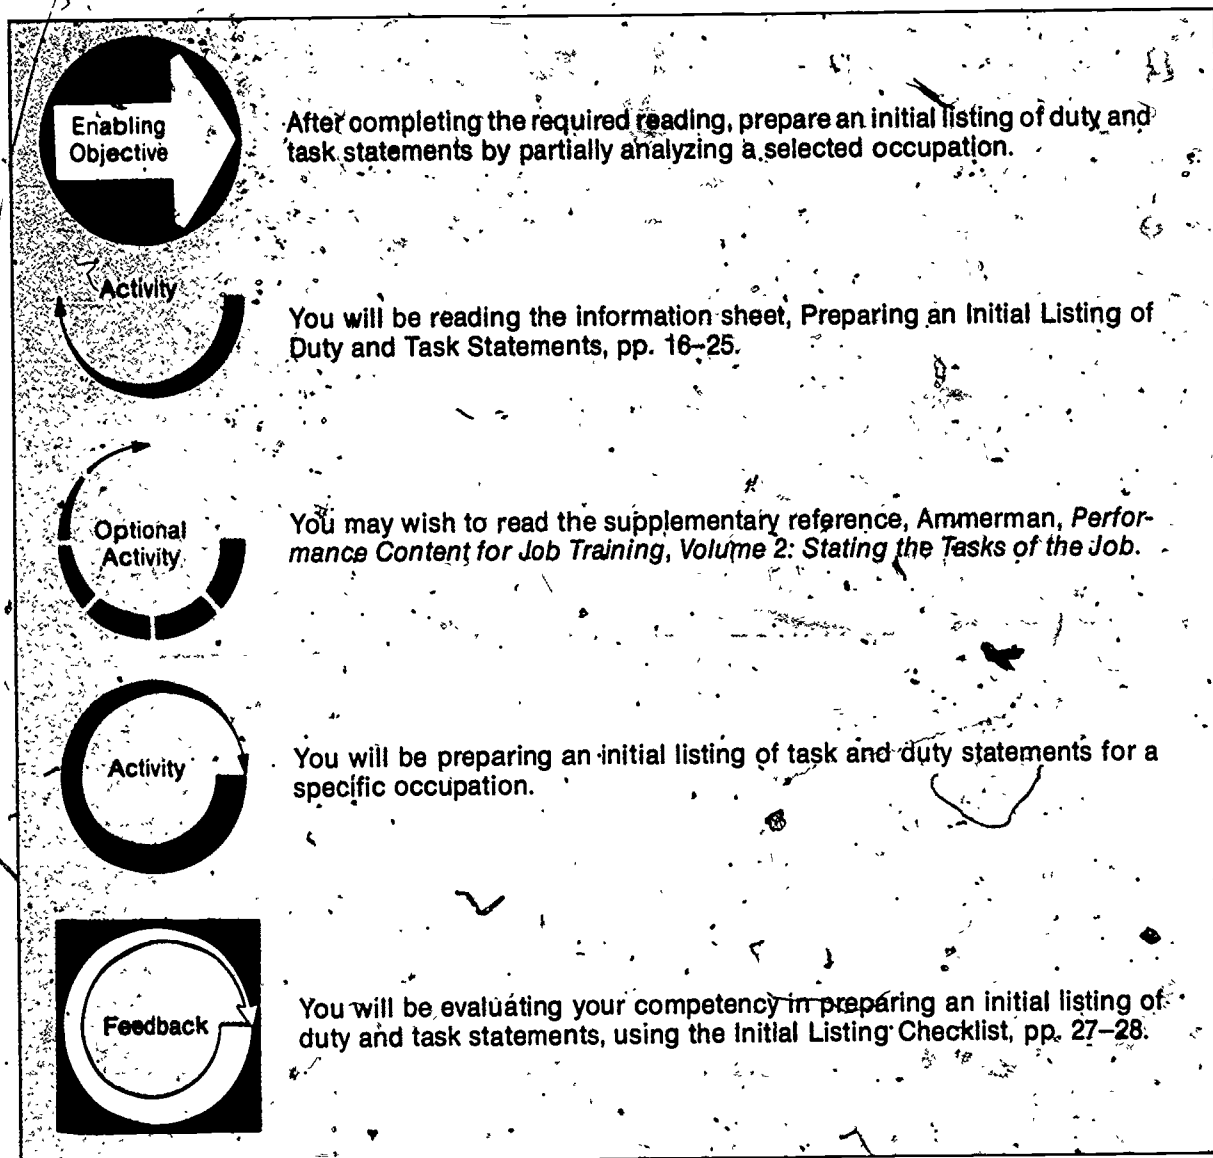 Enabling
Objective
After completing the required reading, prepare an initial listing of duty and
task statements by partially analyzing a selected occupation.
Activity
You will be reading the information sheet, Preparing an Initial Listing of
Duty and Task Statements, pp. 16–25.
Optional
Activity
You may wish to read the supplementary reference, Ammerman, Perfor-
mance Content for Job Training, Volume 2: Stating the Tasks of the Job.
Activity
You will be preparing an initial listing of task and duty statements for a
specific occupation.
Feedback
You will be evaluating your competency in preparing an initial listing of
duty and task statements, using the Initial Listing Checklist, pp. 27–28.